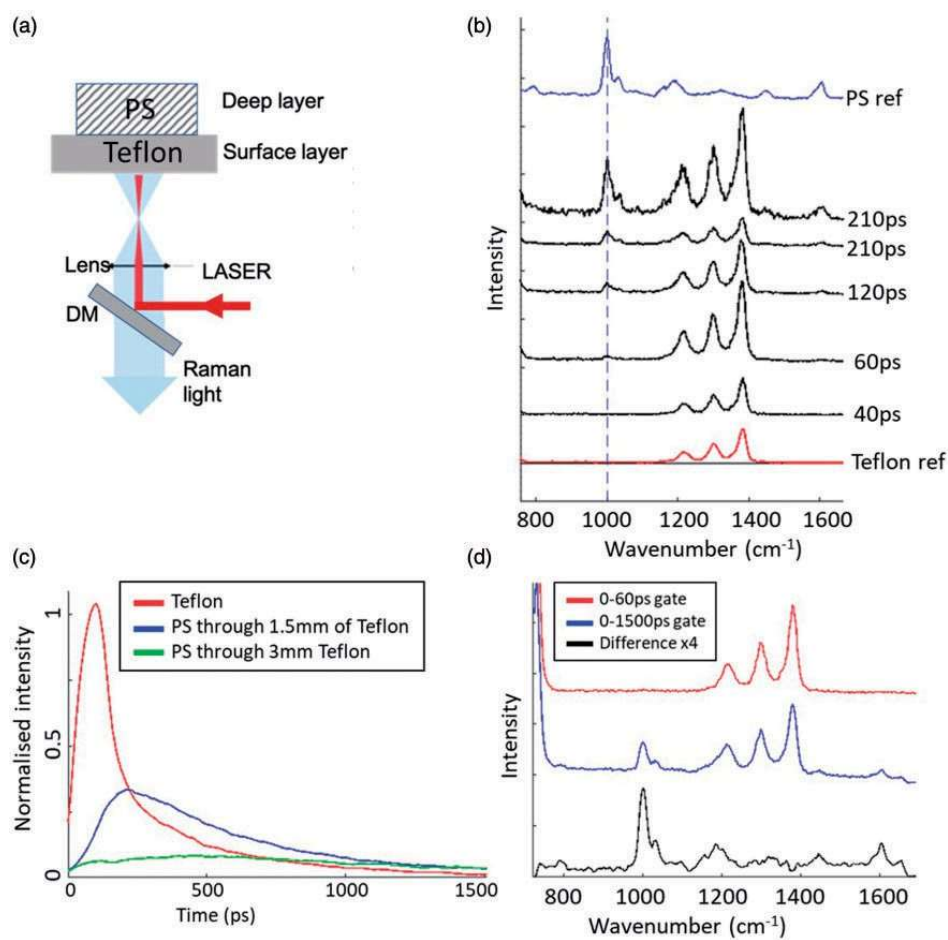 (a)
PS
Deep layer
Teflon
Surface layer
Lens
LASER
DM
Raman
light
(b)
PS ref
210ps
210ps
120ps
60ps
40ps
Teflon ref
Intensity
800 1000 1200 1400 1600
Wavenumber (cm⁻¹)
(c)
Teflon
PS through 1.5mm of Teflon
PS through 3mm Teflon
Normalised intensity
1
0.5
0
0 500 1000 1500
Time (ps)
(d)
0-60ps gate
0-1500ps gate
Difference x4
Intensity
800 1000 1200 1400 1600
Wavenumber (cm⁻¹)